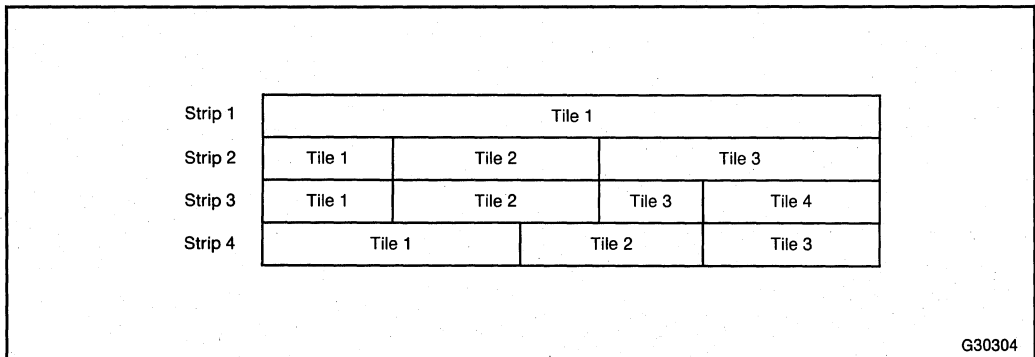 Strip 1 Tile 1
Strip 2 Tile 1 Tile 2 Tile 3
Strip 3 Tile 1 Tile 2 Tile 3 Tile 4
Strip 4 Tile 1 Tile 2 Tile 3
G30304